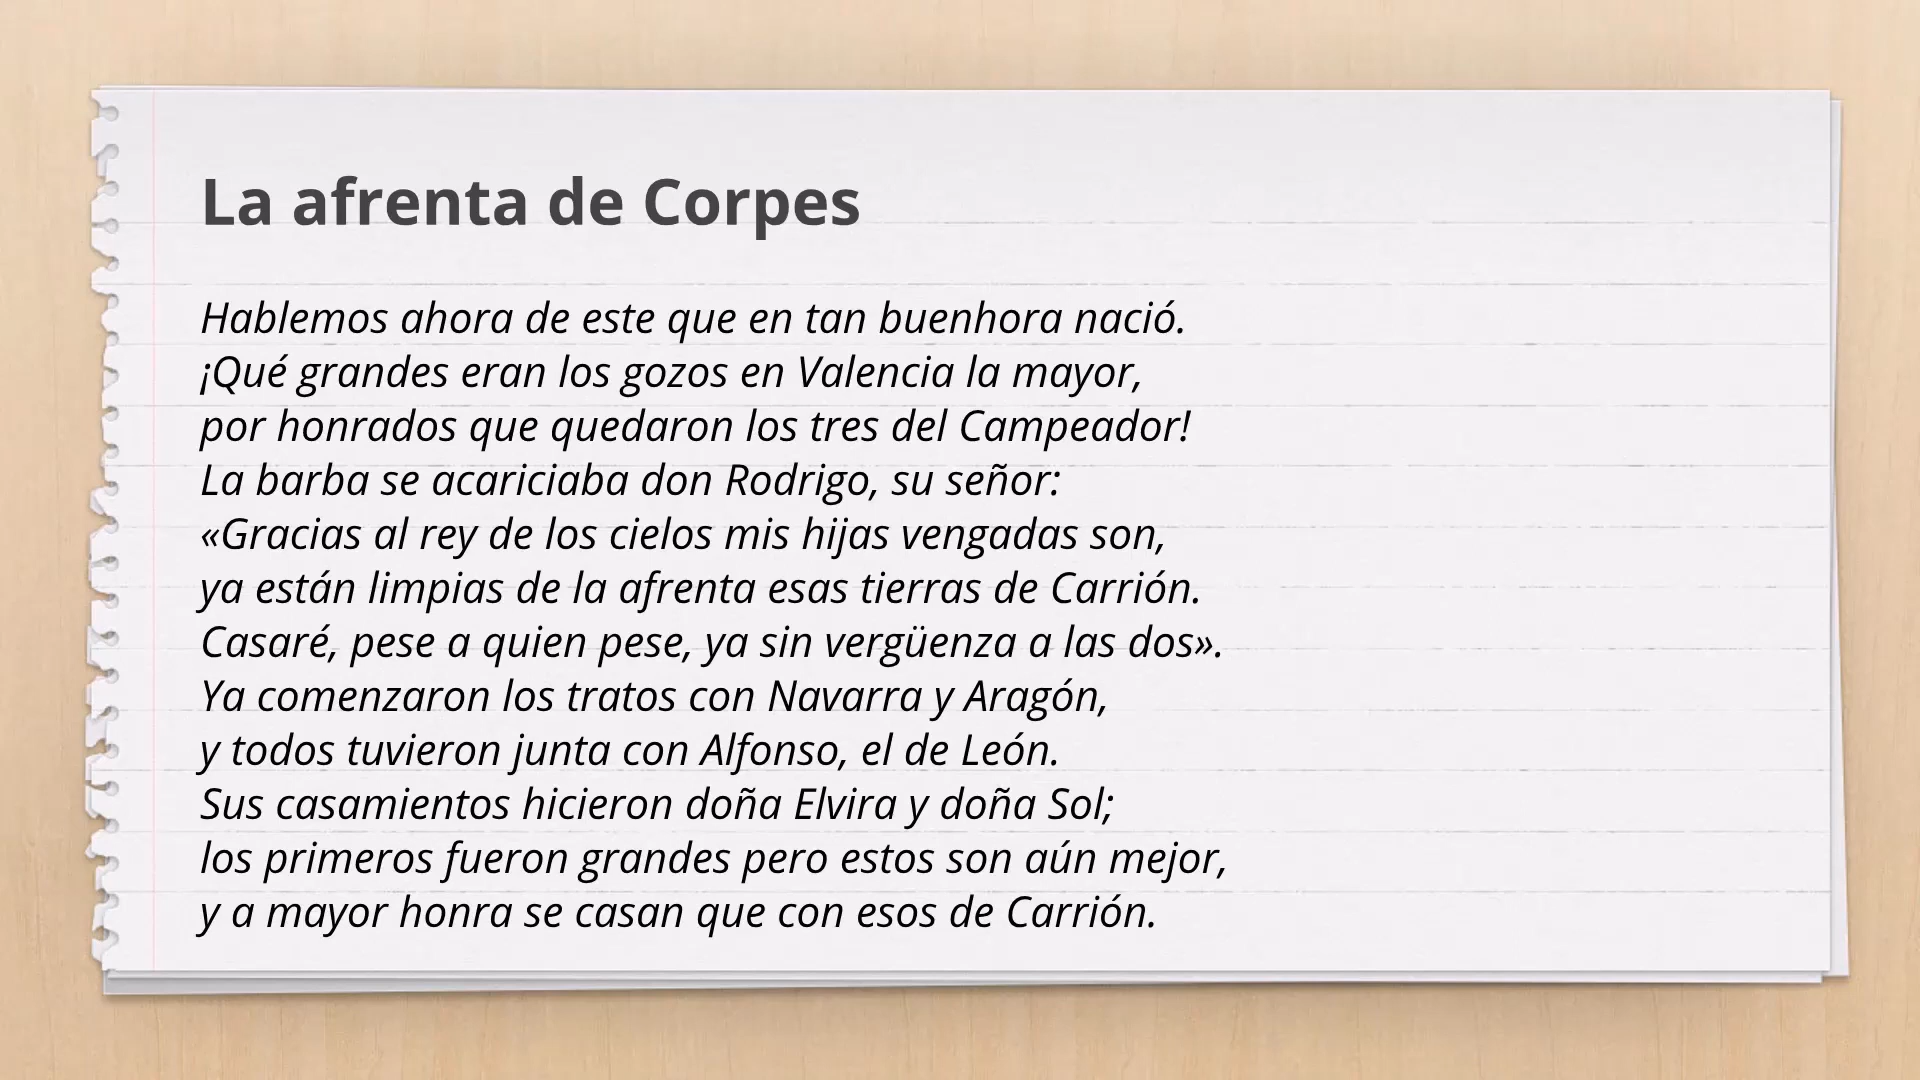 La afrenta de Corpes
Hablemos ahora de este que en tan buenhora nació.
¡Qué grandes eran los gozos en Valencia la mayor,
por honrados que quedaron los tres del Campeador!
La barba se acariciaba don Rodrigo, su señor:
«Gracias al rey de los cielos mis hijas vengadas son,
ya están limpias de la afrenta esas tierras de Carrión.
Casaré, pese a quien pese, ya sin vergüenza a las dos».
Ya comenzaron los tratos con Navarra y Aragón,
y todos tuvieron junta con Alfonso, el de León.
Sus casamientos hicieron doña Elvira y doña Sol;
los primeros fueron grandes pero estos son aún mejor,
y a mayor honra se casan que con esos de Carrión.